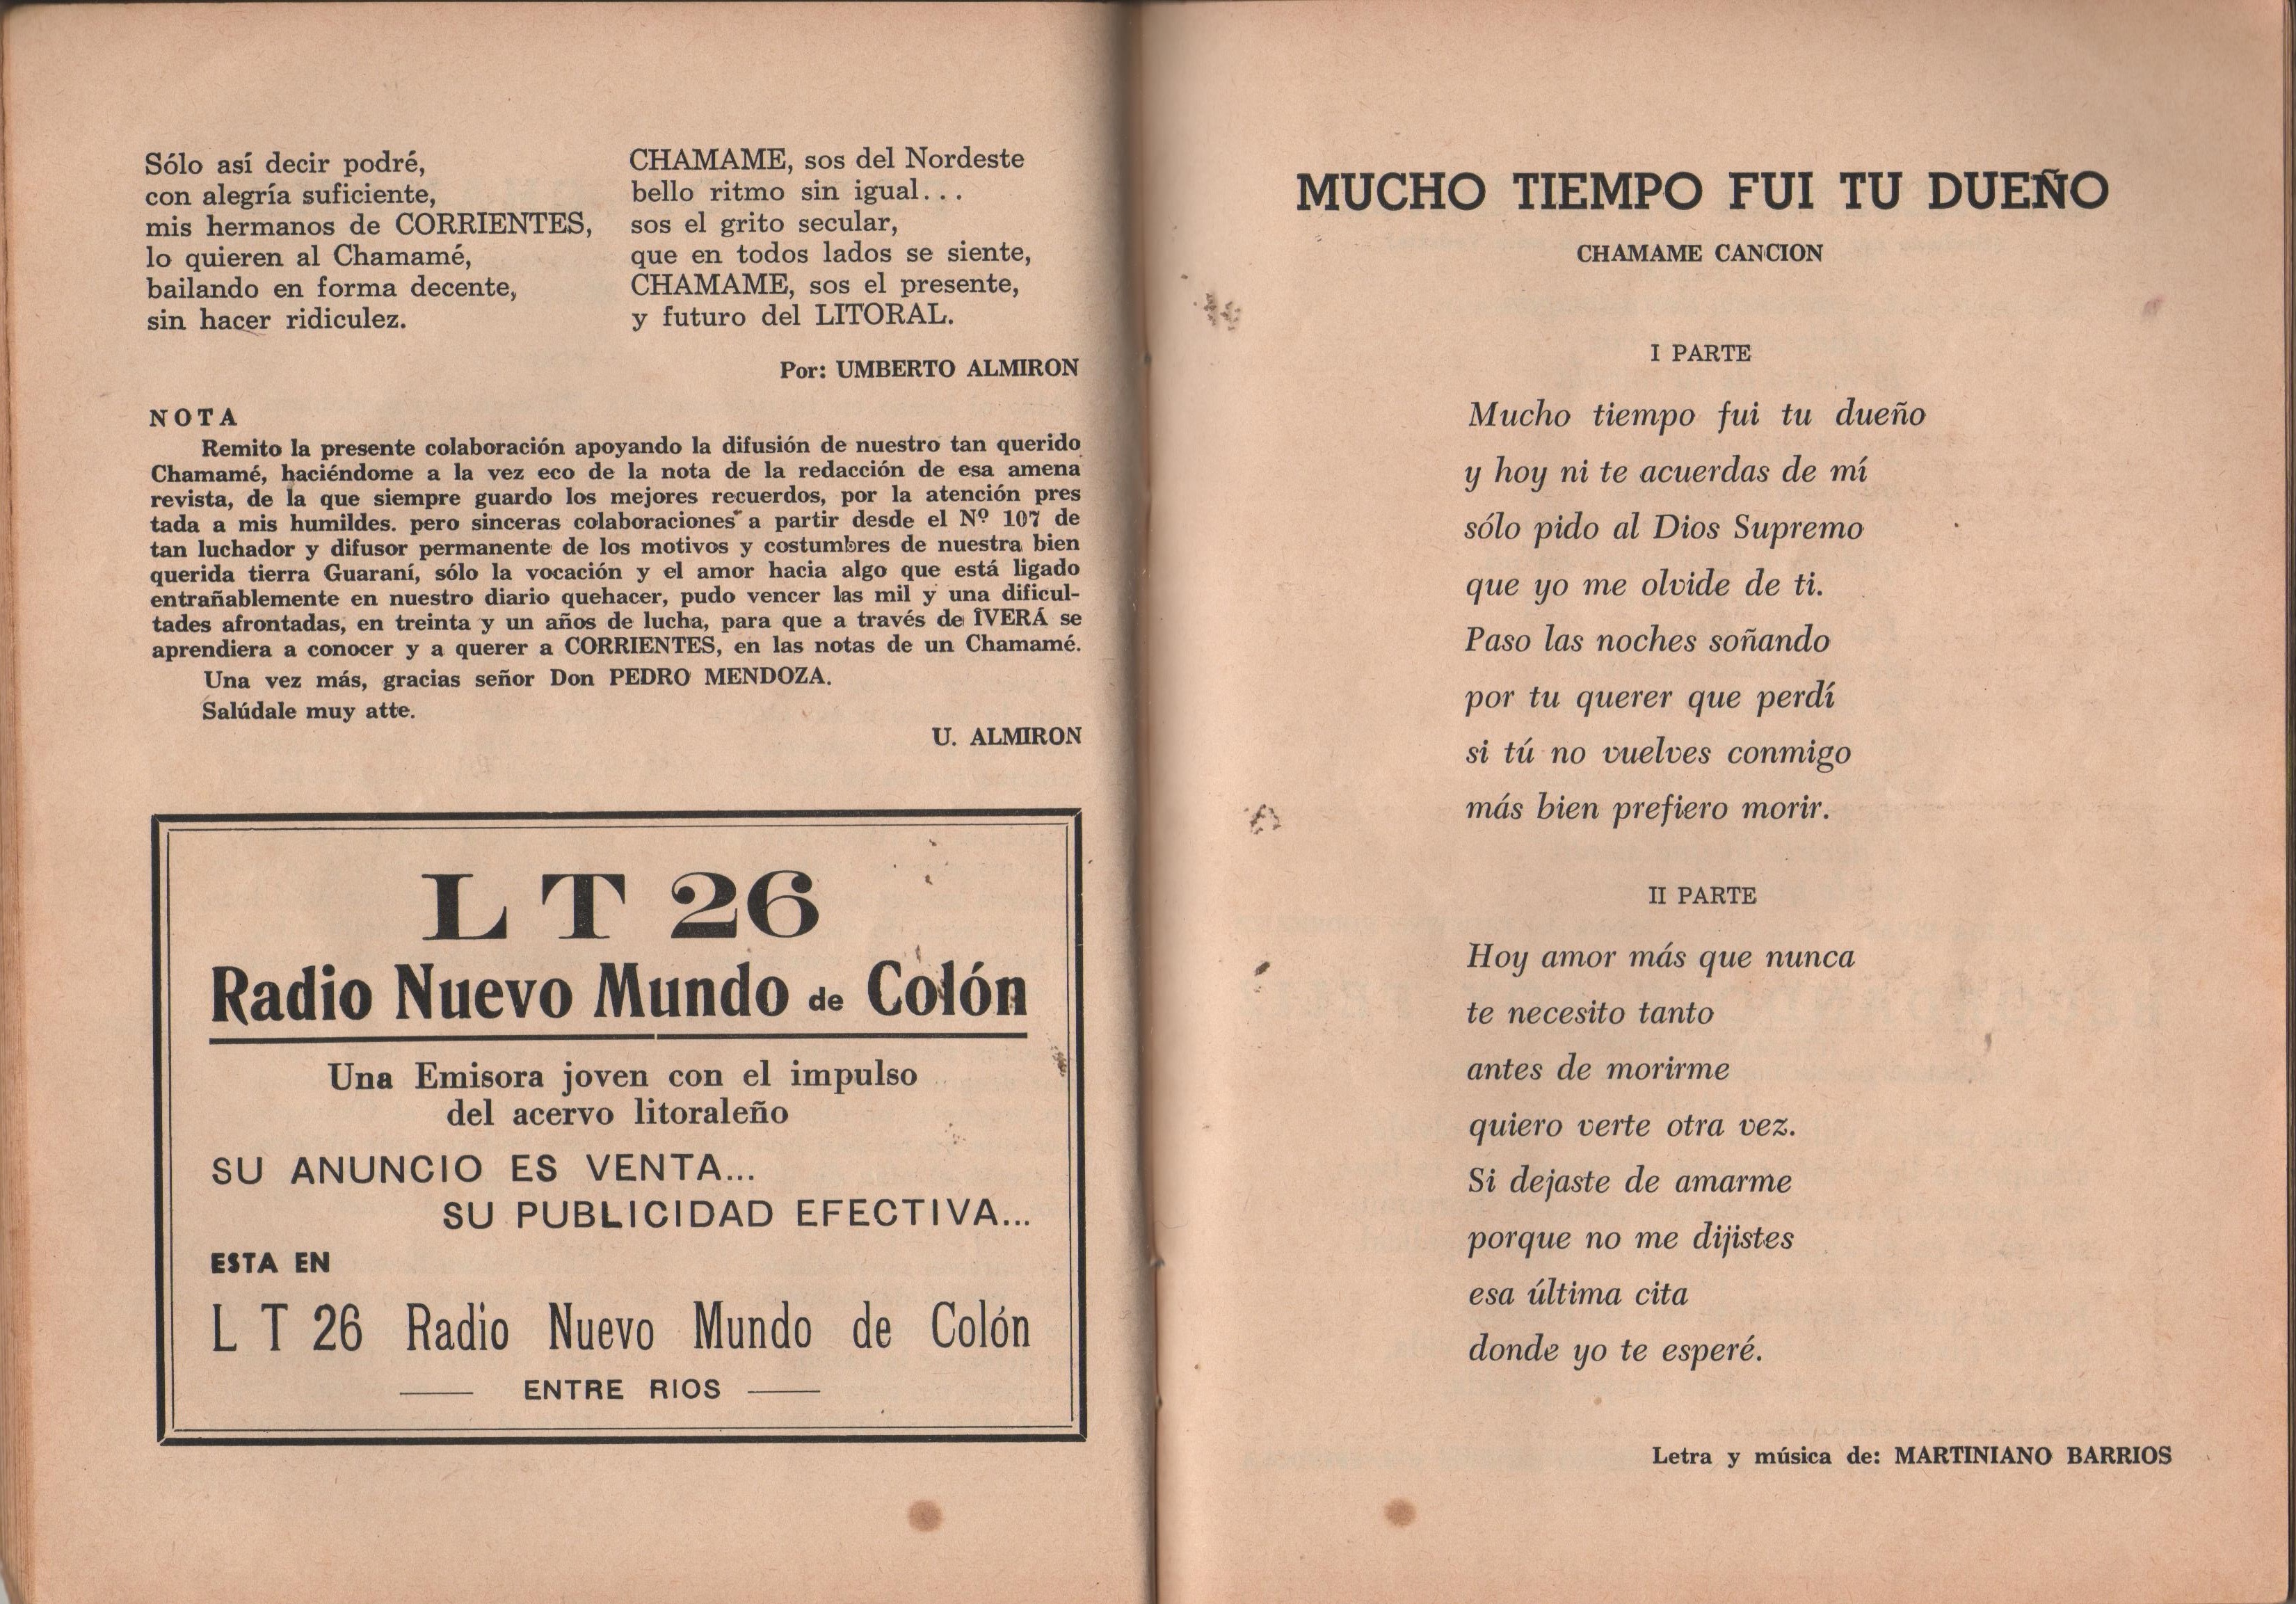 Sólo así decir podré,
con alegría suficiente,
mis hermanos de CORRIENTES,
lo quieren al Chamamé,
bailando en forma decente,
sin hacer ridiculez.
CHAMAME, sos del Nordeste
bello ritmo sin igual...
sos el grito secular,
que en todos lados se siente,
CHAMAME, sos el presente,
y futuro del LITORAL.
Por: UMBERTO ALMIRON
NOTA
Remito la presente colaboración apoyando la difusión de nuestro tan querido
Chamamé, haciéndome a la vez eco de la nota de la redacción de esa amena
revista, de la que siempre guardo los mejores recuerdos, por la atención pres
tada a mis humildes. pero sinceras colaboraciones a partir desde el Nº 107 de
tan luchador y difusor permanente de los motivos y costumbres de nuestra bien
querida tierra Guaraní, sólo la vocación y el amor hacia algo que está ligado
entrañablemente en nuestro diario quehacer, pudo vencer las mil y una dificul-
tades afrontadas, en treinta y un años de lucha, para que a través de ÎVERÁ se
aprendiera a conocer y a querer a CORRIENTES, en las notas de un Chamamé.
Una vez más, gracias señor Don PEDRO MENDOZA.
Salúdale muy atte.
U. ALMIRON
L T 26
Radio Nuevo Mundo de Colón
Una Emisora joven con el impulso
del acervo litoraleño
SU ANUNCIO ES VENTA...
SU PUBLICIDAD EFECTIVA...
ESTA EN
L T 26 Radio Nuevo Mundo de Colón
ENTRE RIOS
MUCHO TIEMPO FUI TU DUEÑO
CHAMAME CANCION
I PARTE
Mucho tiempo fui tu dueño
y hoy ni te acuerdas de mí
sólo pido al Dios Supremo
que yo me olvide de ti.
Paso las noches soñando
por tu querer que perdí
si tú no vuelves conmigo
más bien prefiero morir.
II PARTE
Hoy amor más que nunca
te necesito tanto
antes de morirme
quiero verte otra vez.
Si dejaste de amarme
porque no me dijistes
esa última cita
donde yo te esperé.
Letra y música de: MARTINIANO BARRIOS